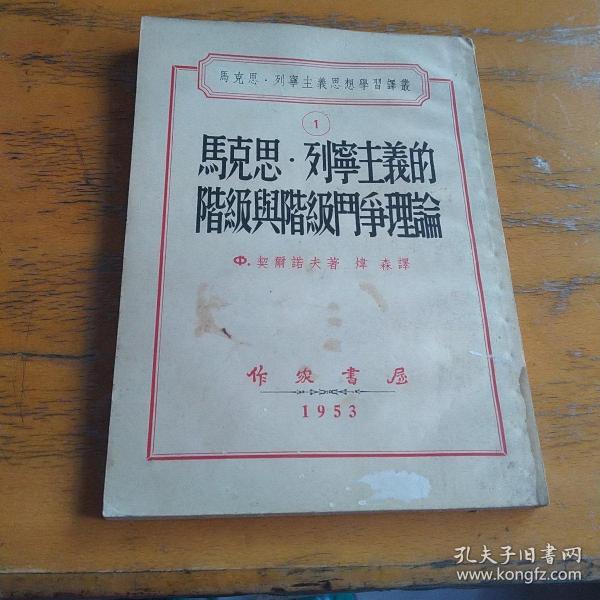 馬克思·列寧主義思想學習譯叢
1
馬克思·列寧主義的
階級與階級鬥爭理論
Ф. 契爾諾夫著 煒森譯
作家書屋
1953
孔夫子旧书网
www.kongfz.com